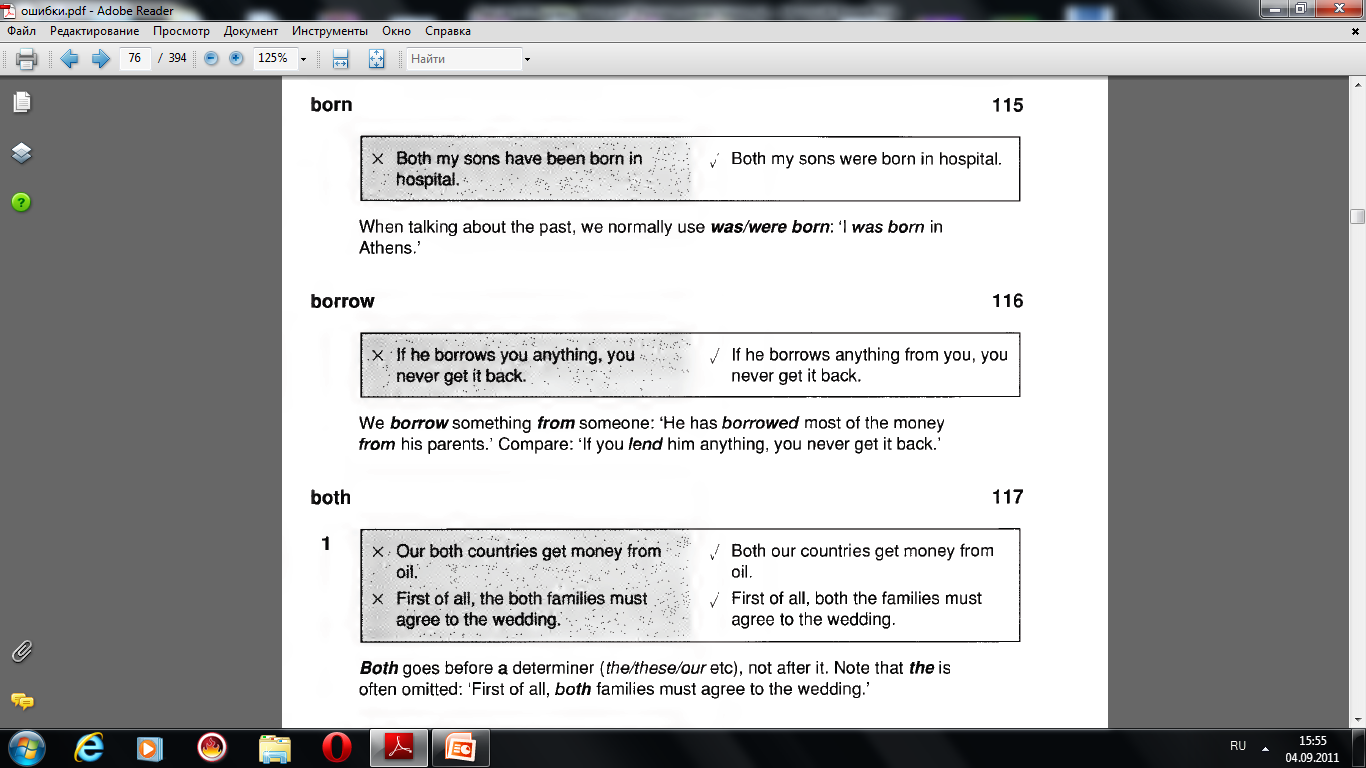 ошибки.pdf - Adobe Reader
Файл Редактирование Просмотр Документ Инструменты Окно Справка
76 / 394 125% Найти
born 115
× Both my sons have been born in
hospital.
✓ Both my sons were born in hospital.
When talking about the past, we normally use was/were born: ‘I was born in
Athens.’
borrow 116
× If he borrows you anything, you
never get it back.
✓ If he borrows anything from you, you
never get it back.
We borrow something from someone: ‘He has borrowed most of the money
from his parents.’ Compare: ‘If you lend him anything, you never get it back.’
both 117
1
× Our both countries get money from
oil.
✓ Both our countries get money from
oil.
× First of all, the both families must
agree to the wedding.
✓ First of all, both the families must
agree to the wedding.
Both goes before a determiner (the/these/our etc), not after it. Note that the is
often omitted: ‘First of all, both families must agree to the wedding.’
RU
15:55
04.09.2011